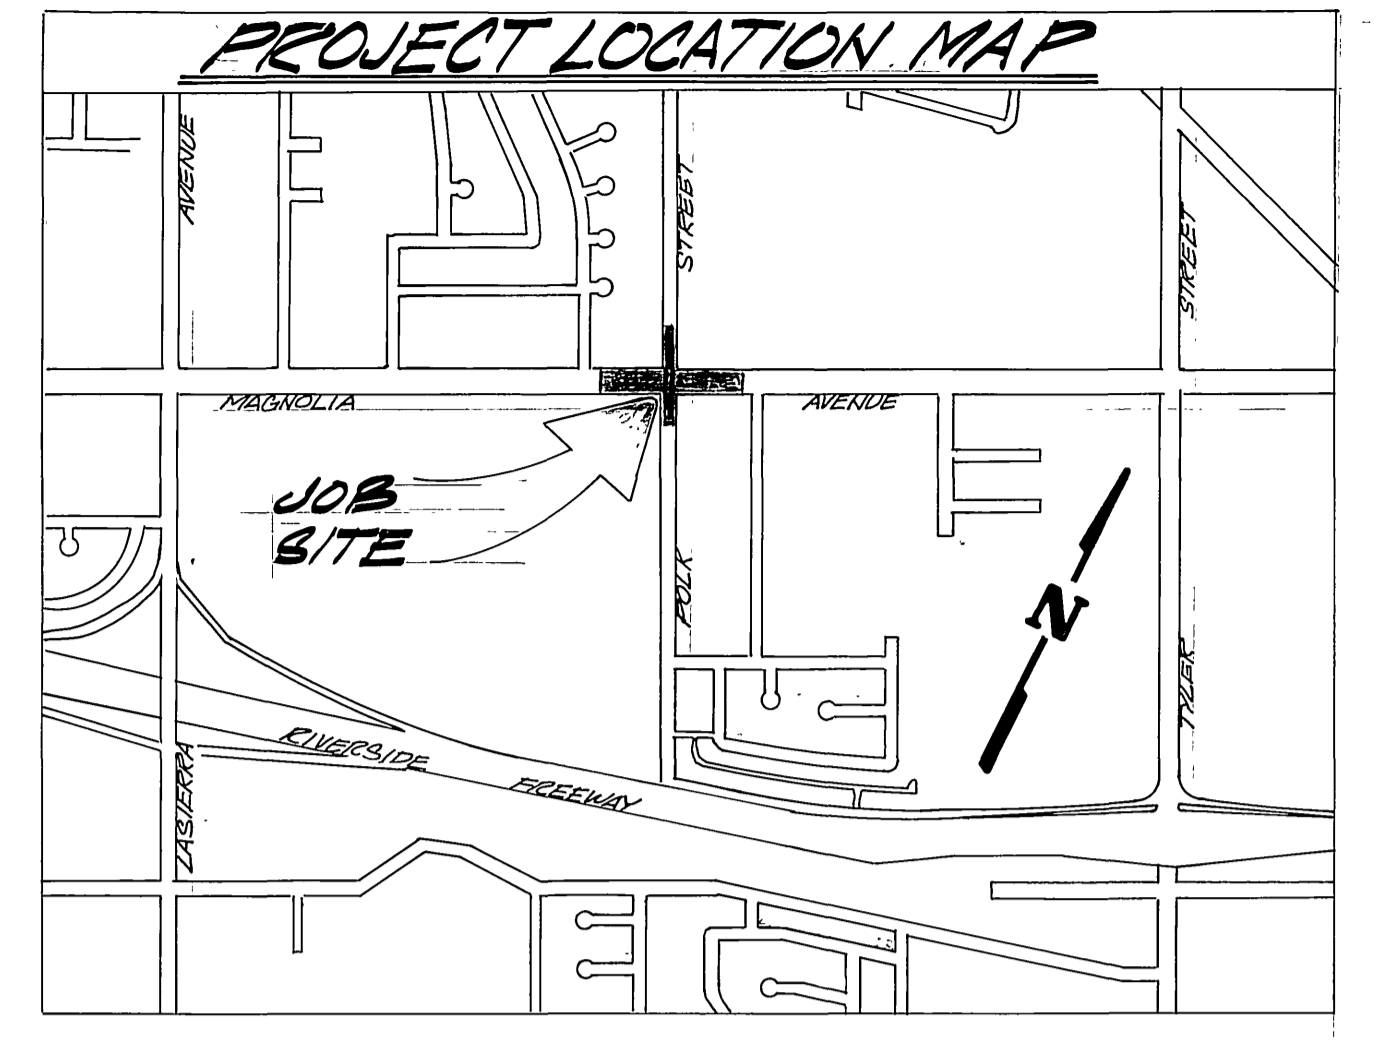 PROJECT LOCATION MAP
AVENUE
STREET
STREET
MAGNOLIA AVENUE
JOB
SITE
POLK
N
TYLER
RIVERSIDE FREEWAY
LASIERRA